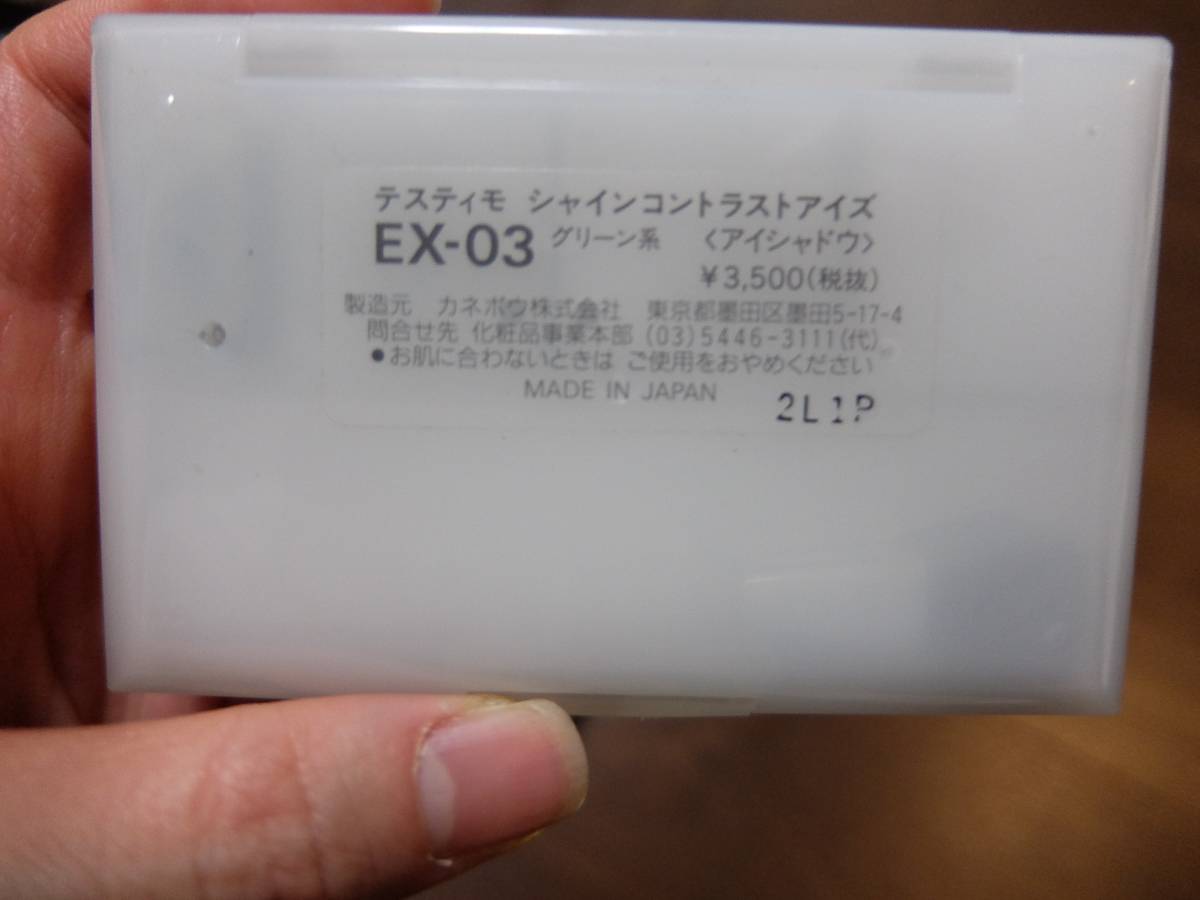 テスティモ シャインコントラストアイズ
EX-03 グリーン系 〈アイシャドウ〉
¥3,500(税抜)
製造元 カネボウ株式会社 東京都墨田区墨田5-17-4
問合せ先 化粧品事業本部 (03)5446-3111(代)
●お肌に合わないときは ご使用をおやめください
MADE IN JAPAN 2L1P